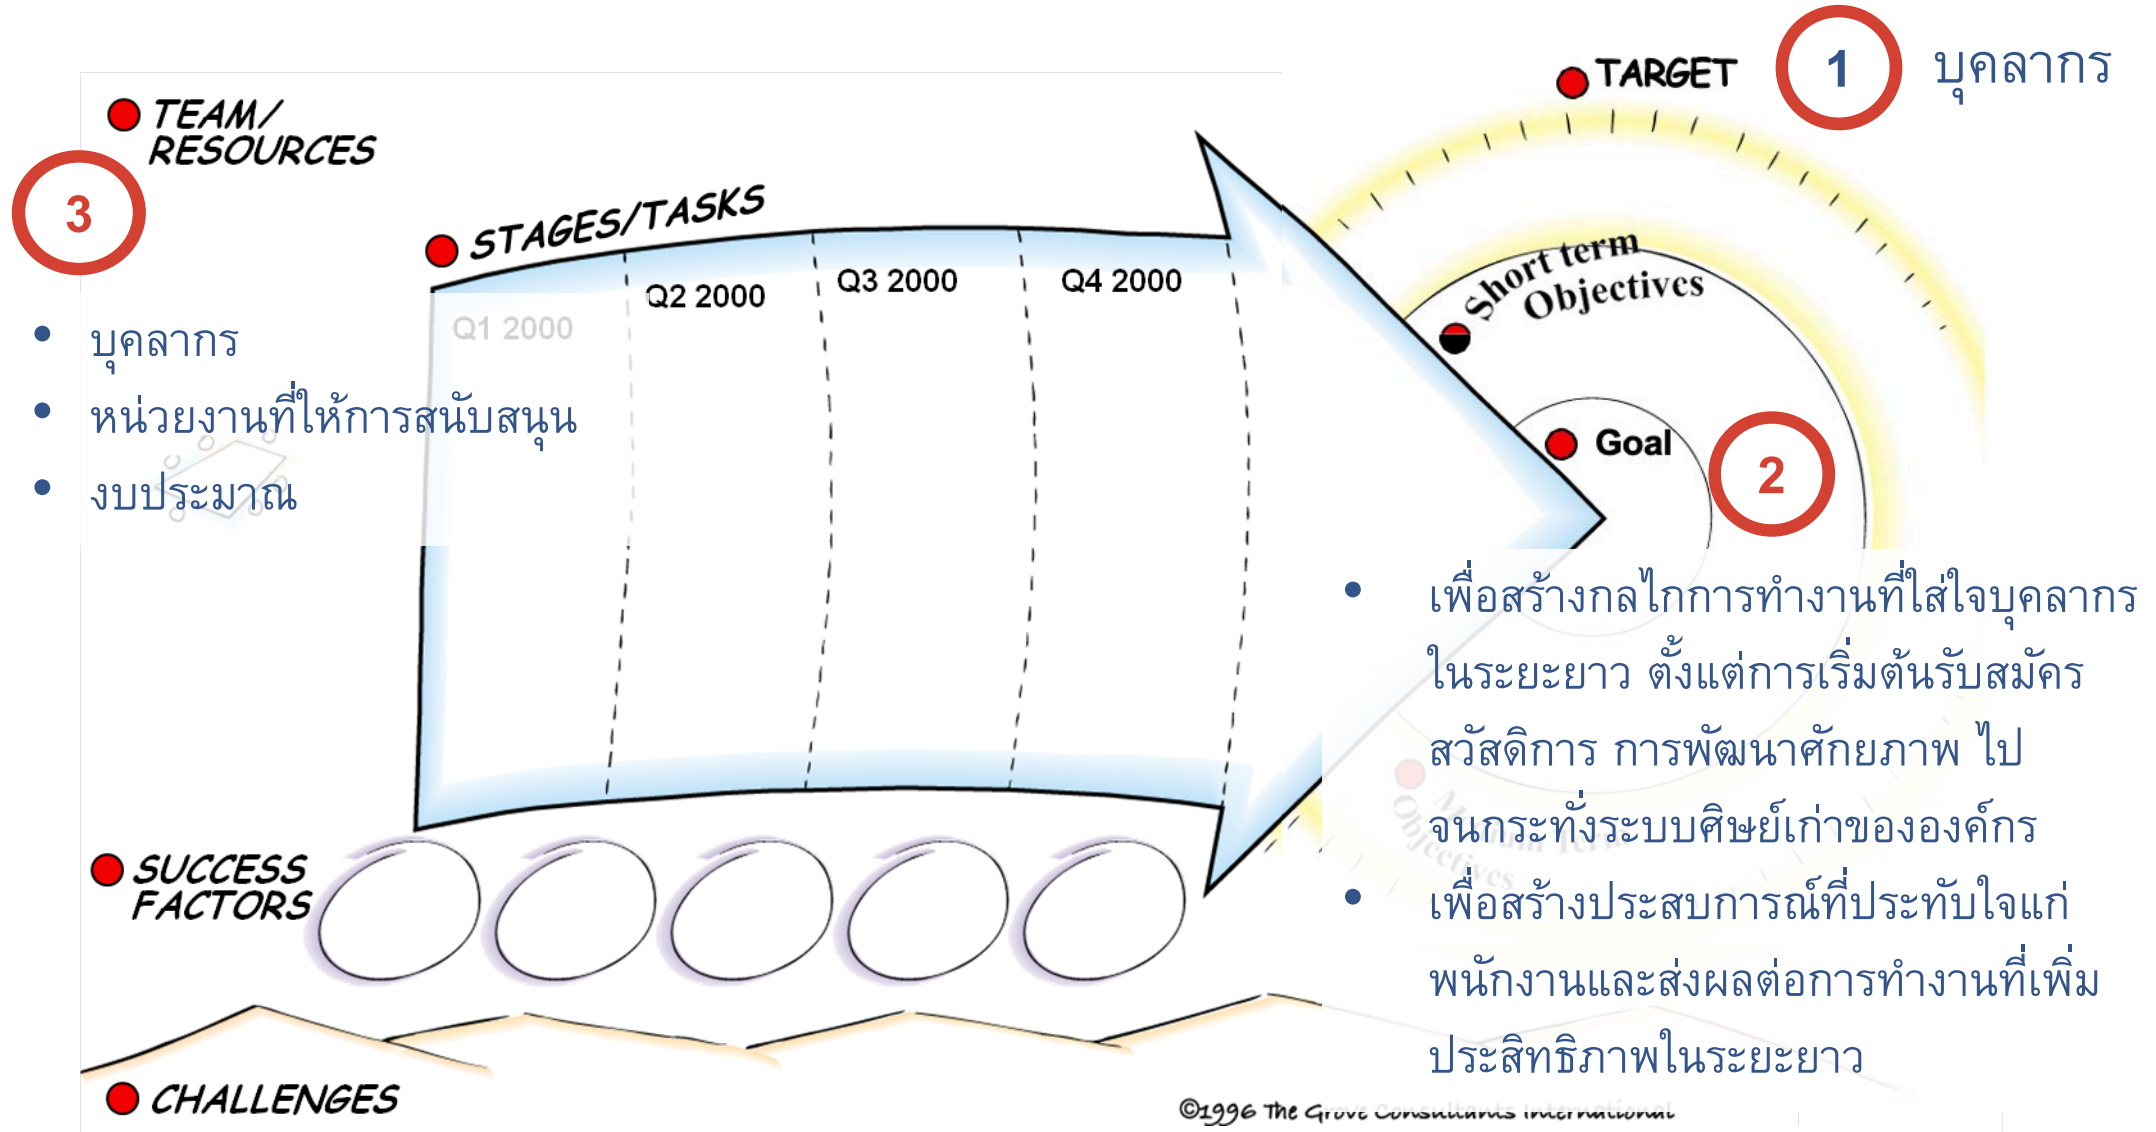 TARGET
1
บุคลากร
TEAM/
RESOURCES
3
STAGES/TASKS
Q1 2000
Q2 2000
Q3 2000
Q4 2000
Short term
Objectives
Goal
2
• บุคลากร
• หน่วยงานที่ให้การสนับสนุน
• งบประมาณ
• เพื่อสร้างกลไกการทำงานที่ใส่ใจบุคลากร
ในระยะยาว ตั้งแต่การเริ่มต้นรับสมัคร
สวัสดิการ การพัฒนาศักยภาพ ไป
จนกระทั่งระบบศิษย์เก่าขององค์กร
• เพื่อสร้างประสบการณ์ที่ประทับใจแก่
พนักงานและส่งผลต่อการทำงานที่เพิ่ม
ประสิทธิภาพในระยะยาว
Medium Term
Objectives
SUCCESS
FACTORS
CHALLENGES
©1996 The Grove Consultants International